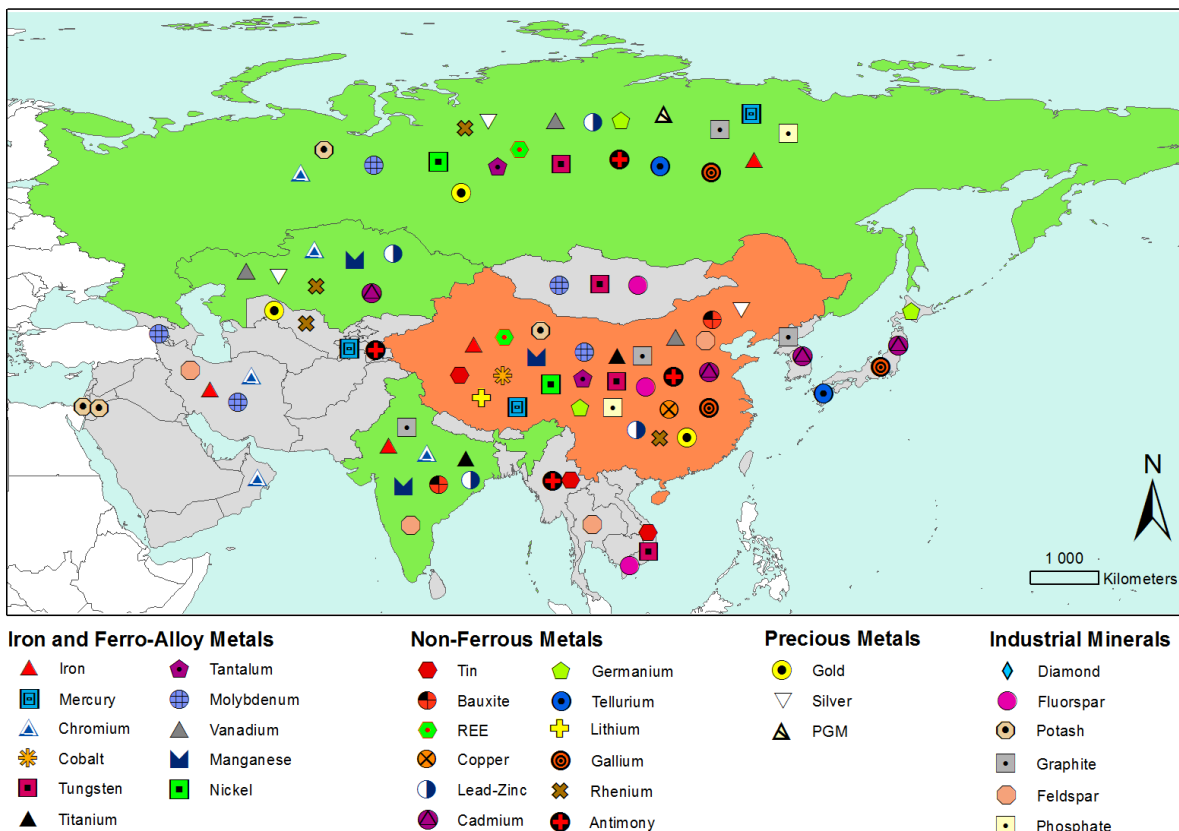 N
1 000
Kilometers
Iron and Ferro-Alloy Metals
Iron
Mercury
Chromium
Cobalt
Tungsten
Titanium
Tantalum
Molybdenum
Vanadium
Manganese
Nickel
Non-Ferrous Metals
Tin
Bauxite
REE
Copper
Lead-Zinc
Cadmium
Germanium
Tellurium
Lithium
Gallium
Rhenium
Antimony
Precious Metals
Gold
Silver
PGM
Industrial Minerals
Diamond
Fluorspar
Potash
Graphite
Feldspar
Phosphate